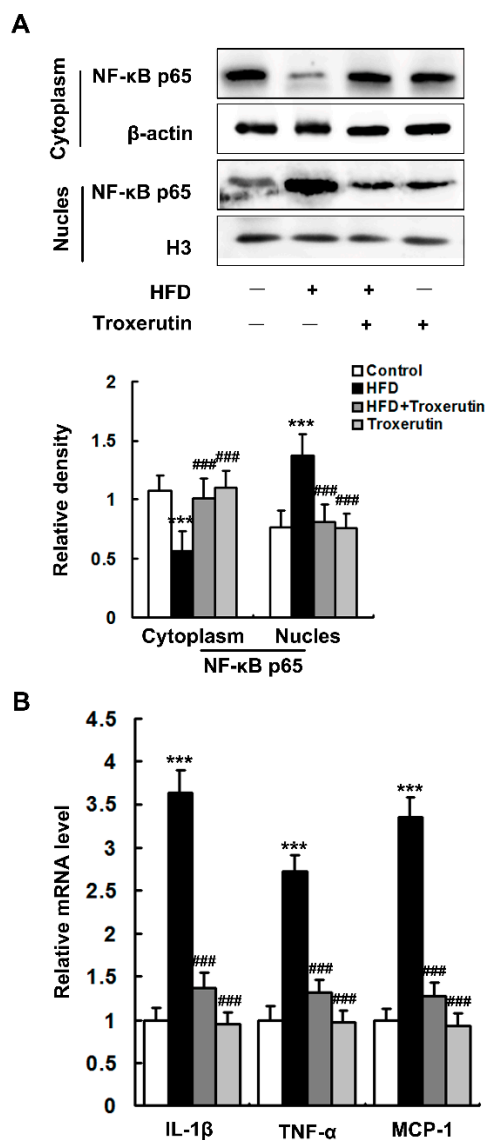 A
Cytoplasm
NF-κB p65
β-actin
Nucles
NF-κB p65
H3
HFD — + + —
Troxerutin — — + +
Control
HFD
HFD+Troxerutin
Troxerutin
Relative density
2
1.5
1
0.5
0
***
###
###
***
###
###
Cytoplasm Nucles
NF-κB p65
B
Relative mRNA level
4.5
4
3.5
3
2.5
2
1.5
1
0.5
0
***
###
###
***
###
###
***
###
###
IL-1β TNF-α MCP-1